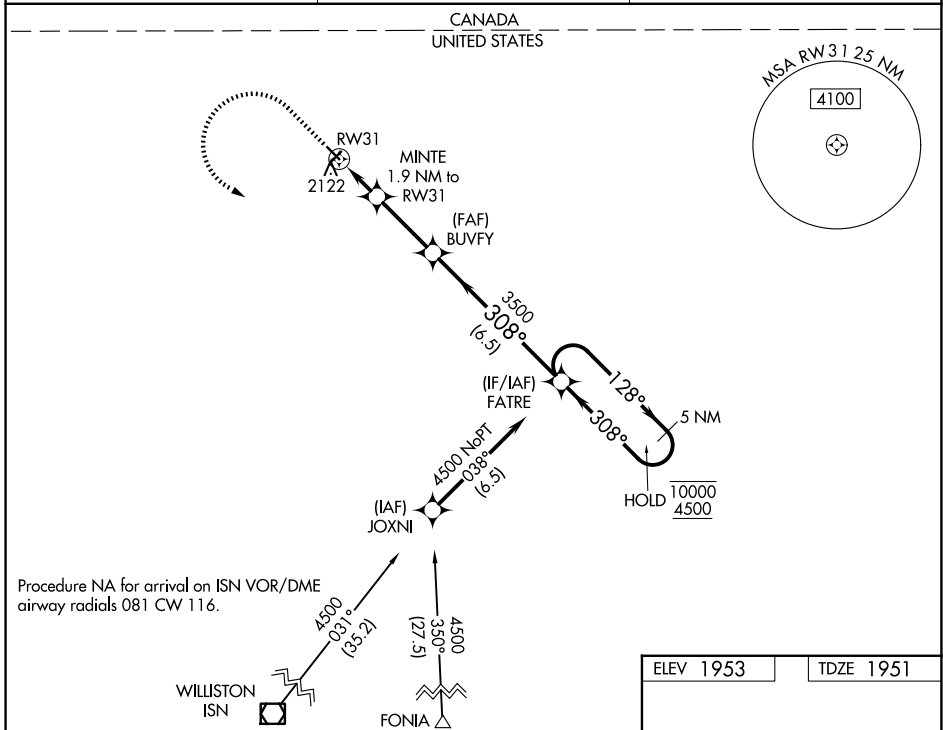 CANADA
UNITED STATES
MSA RW31 25 NM
4100
RW31
2122
MINTE
1.9 NM to
RW31
(FAF)
BUVFY
3500
308°
(6.5)
(IF/IAF)
FATRE
128°
308°
5 NM
HOLD
10000
4500
4500 NoPT
038°
(6.5)
(IAF)
JOXNI
Procedure NA for arrival on ISN VOR/DME
airway radials 081 CW 116.
4500
031°
(35.2)
4500
350°
(27.5)
WILLISTON
ISN
FONIA
ELEV 1953
TDZE 1951